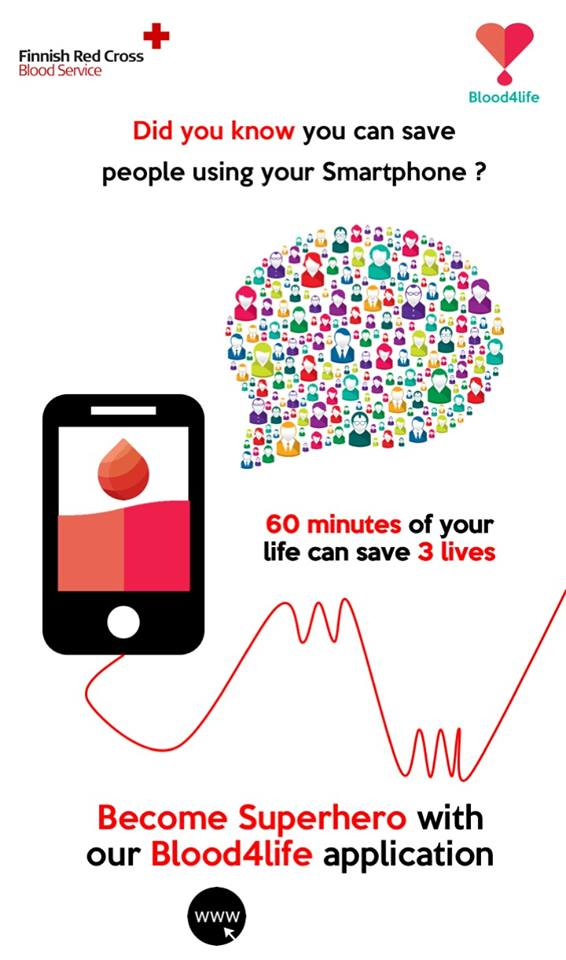 Finnish Red Cross
Blood Service
Blood4life
Did you know you can save
people using your Smartphone ?
60 minutes of your
life can save 3 lives
Become Superhero with
our Blood4life application
www